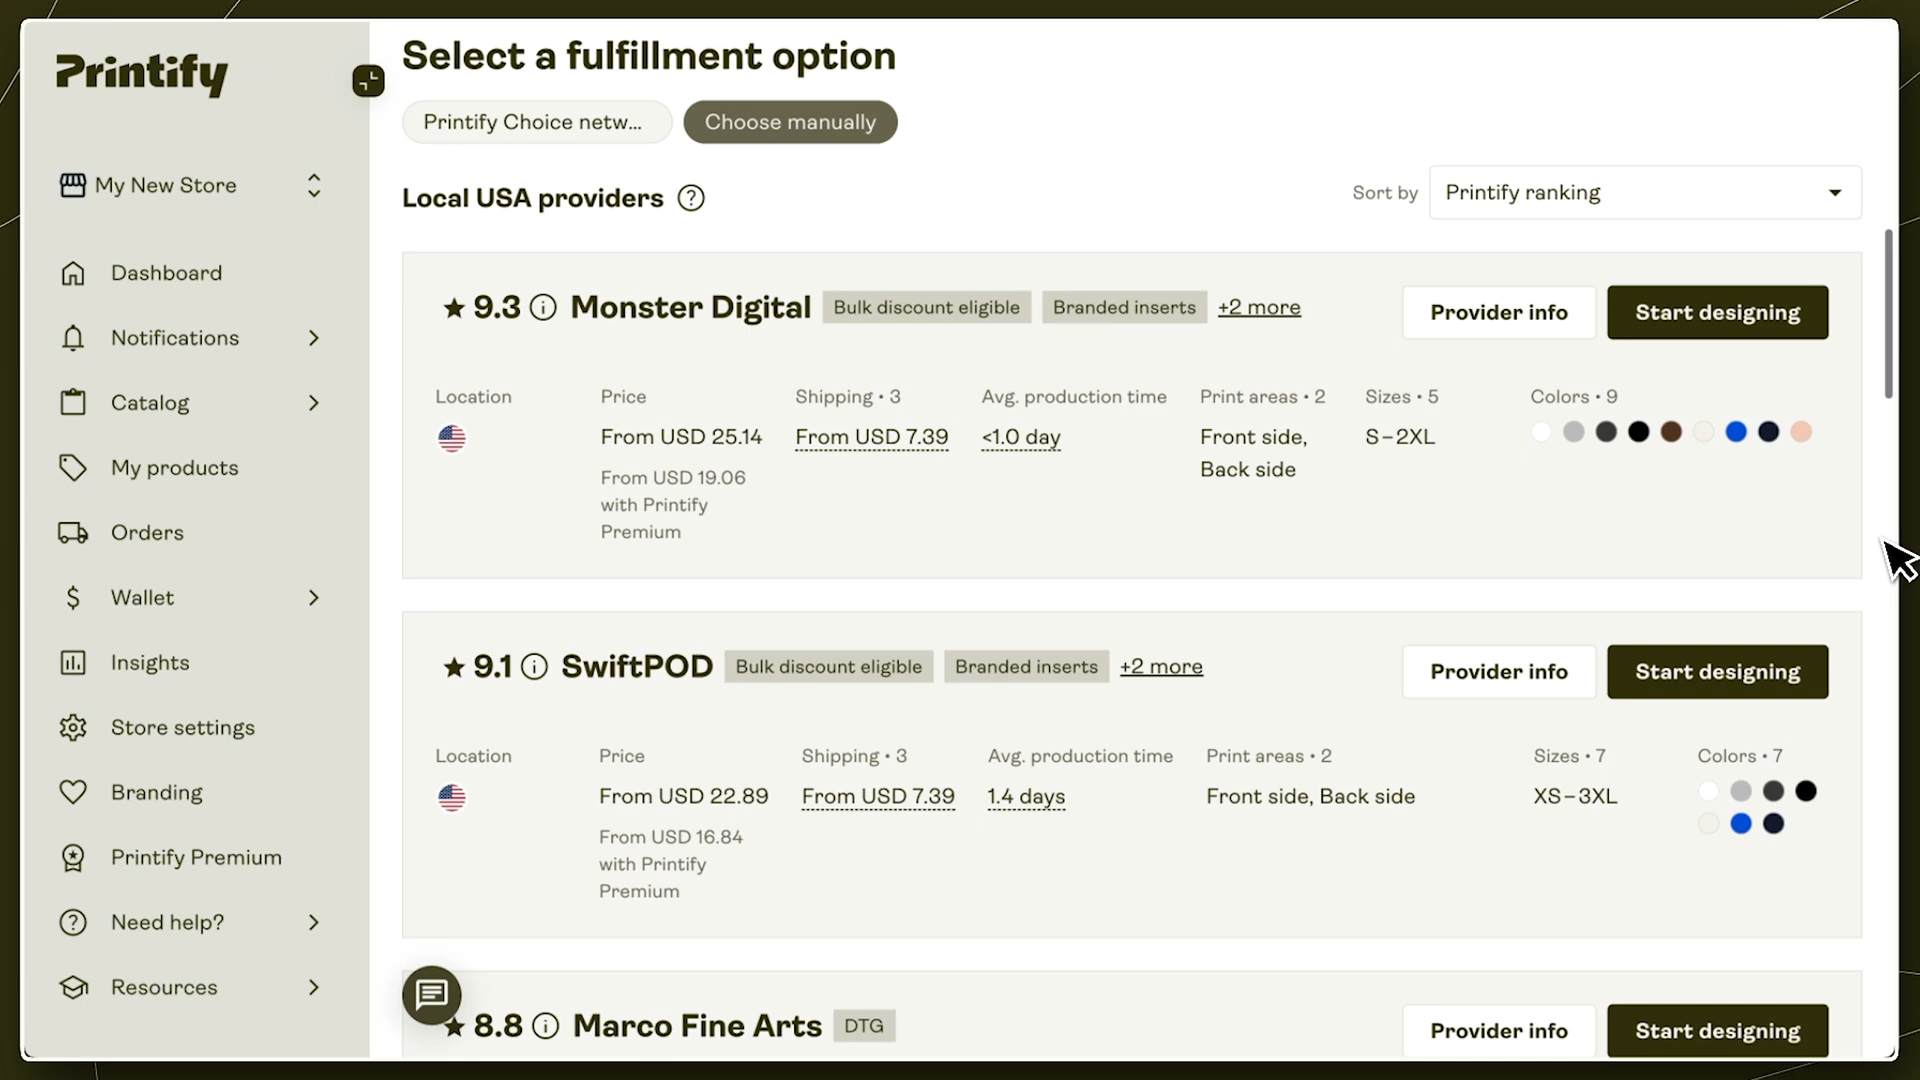 Printify
My New Store
Dashboard
Notifications
Catalog
My products
Orders
Wallet
Insights
Store settings
Branding
Printify Premium
Need help?
Resources
Select a fulfillment option
Printify Choice netw...
Choose manually
Local USA providers
Sort by
Printify ranking
9.3 Monster Digital Bulk discount eligible Branded inserts +2 more
Provider info
Start designing
Location Price Shipping • 3 Avg. production time Print areas • 2 Sizes • 5 Colors • 9
From USD 25.14 From USD 7.39 <1.0 day Front side, S–2XL
Back side
From USD 19.06
with Printify
Premium
9.1 SwiftPOD Bulk discount eligible Branded inserts +2 more
Provider info
Start designing
Location Price Shipping • 3 Avg. production time Print areas • 2 Sizes • 7 Colors • 7
From USD 22.89 From USD 7.39 1.4 days Front side, Back side XS–3XL
From USD 16.84
with Printify
Premium
8.8 Marco Fine Arts DTG
Provider info
Start designing